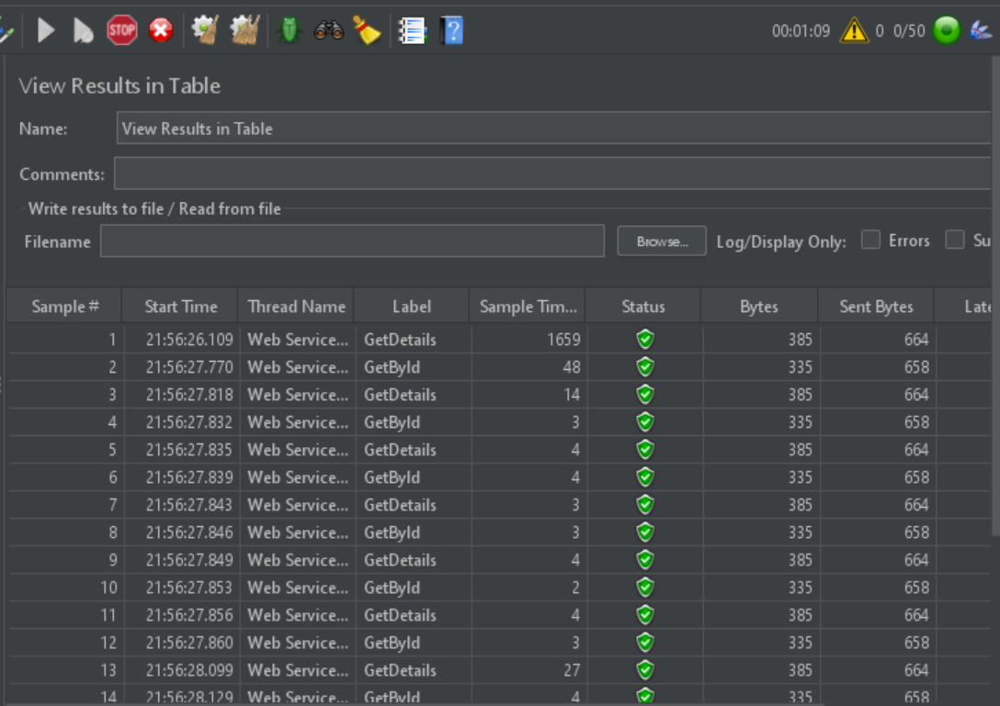 STOP 00:01:09 0 0/50
View Results in Table
Name: View Results in Table
Comments:
Write results to file / Read from file
Filename Browse... Log/Display Only: Errors Su
Sample # Start Time Thread Name Label Sample Tim... Status Bytes Sent Bytes Late
1 21:56:26.109 Web Service... GetDetails 1659 385 664
2 21:56:27.770 Web Service... GetById 48 335 658
3 21:56:27.818 Web Service... GetDetails 14 385 664
4 21:56:27.832 Web Service... GetById 3 335 658
5 21:56:27.835 Web Service... GetDetails 4 385 664
6 21:56:27.839 Web Service... GetById 4 335 658
7 21:56:27.843 Web Service... GetDetails 3 385 664
8 21:56:27.846 Web Service... GetById 3 335 658
9 21:56:27.849 Web Service... GetDetails 4 385 664
10 21:56:27.853 Web Service... GetById 2 335 658
11 21:56:27.856 Web Service... GetDetails 4 385 664
12 21:56:27.860 Web Service... GetById 3 335 658
13 21:56:28.099 Web Service... GetDetails 27 385 664
14 21:56:28.129 Web Service... GetById 4 335 658